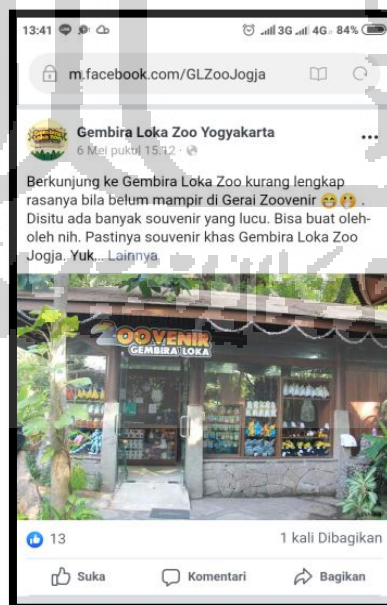 13:41 3G 4G 84%
m.facebook.com/GLZooJogja
Gembira Loka Zoo Yogyakarta
6 Mei pukul 15.12 ·
Berkunjung ke Gembira Loka Zoo kurang lengkap
rasanya bila belum mampir di Gerai Zoovenir 😁🤭 .
Disitu ada banyak souvenir yang lucu. Bisa buat oleh-
oleh nih. Pastinya souvenir khas Gembira Loka Zoo
Jogja. Yuk... Lainnya
ZOOVENIR
GEMBIRA LOKA
13 1 kali Dibagikan
Suka Komentari Bagikan